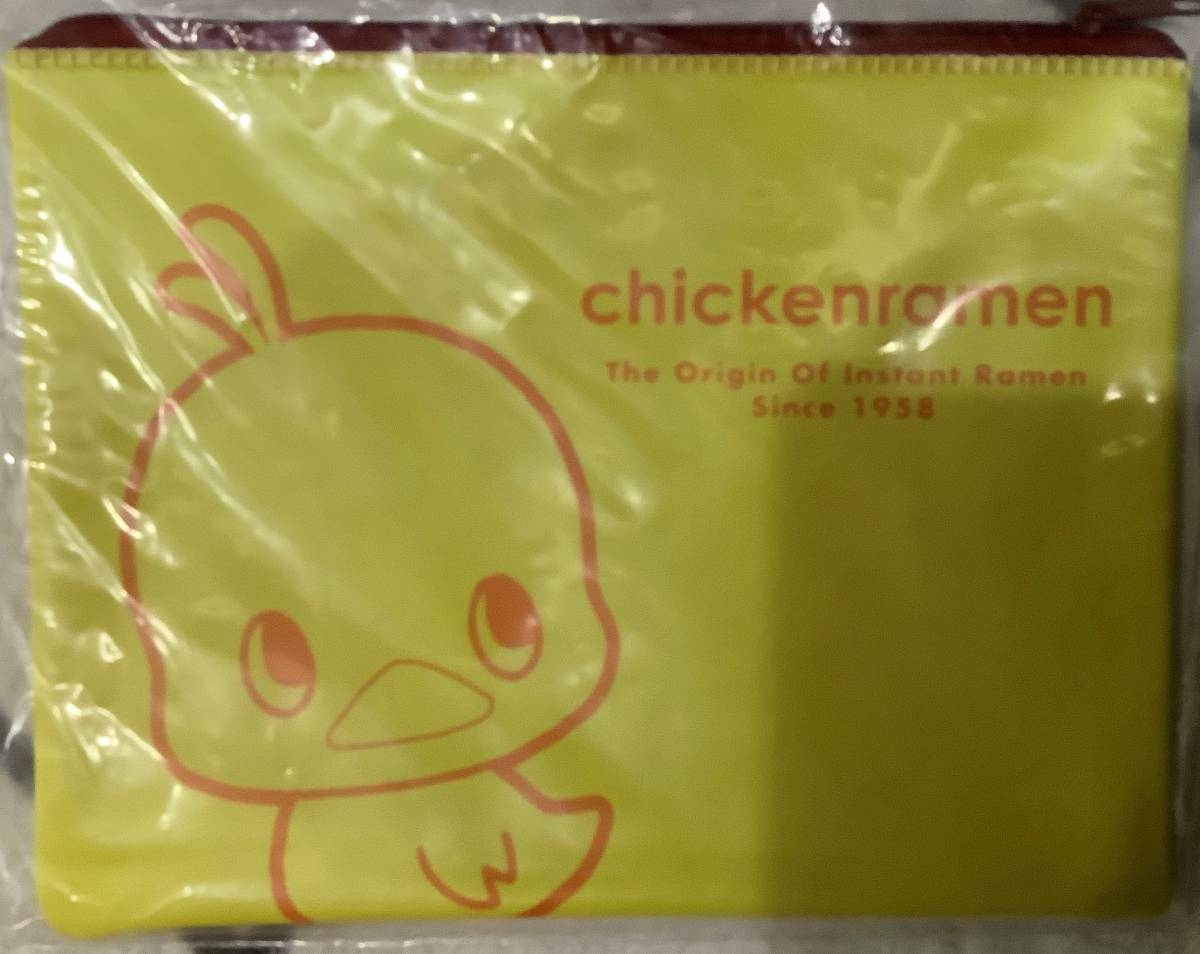 chickenramen
The Origin Of Instant Ramen
Since 1958